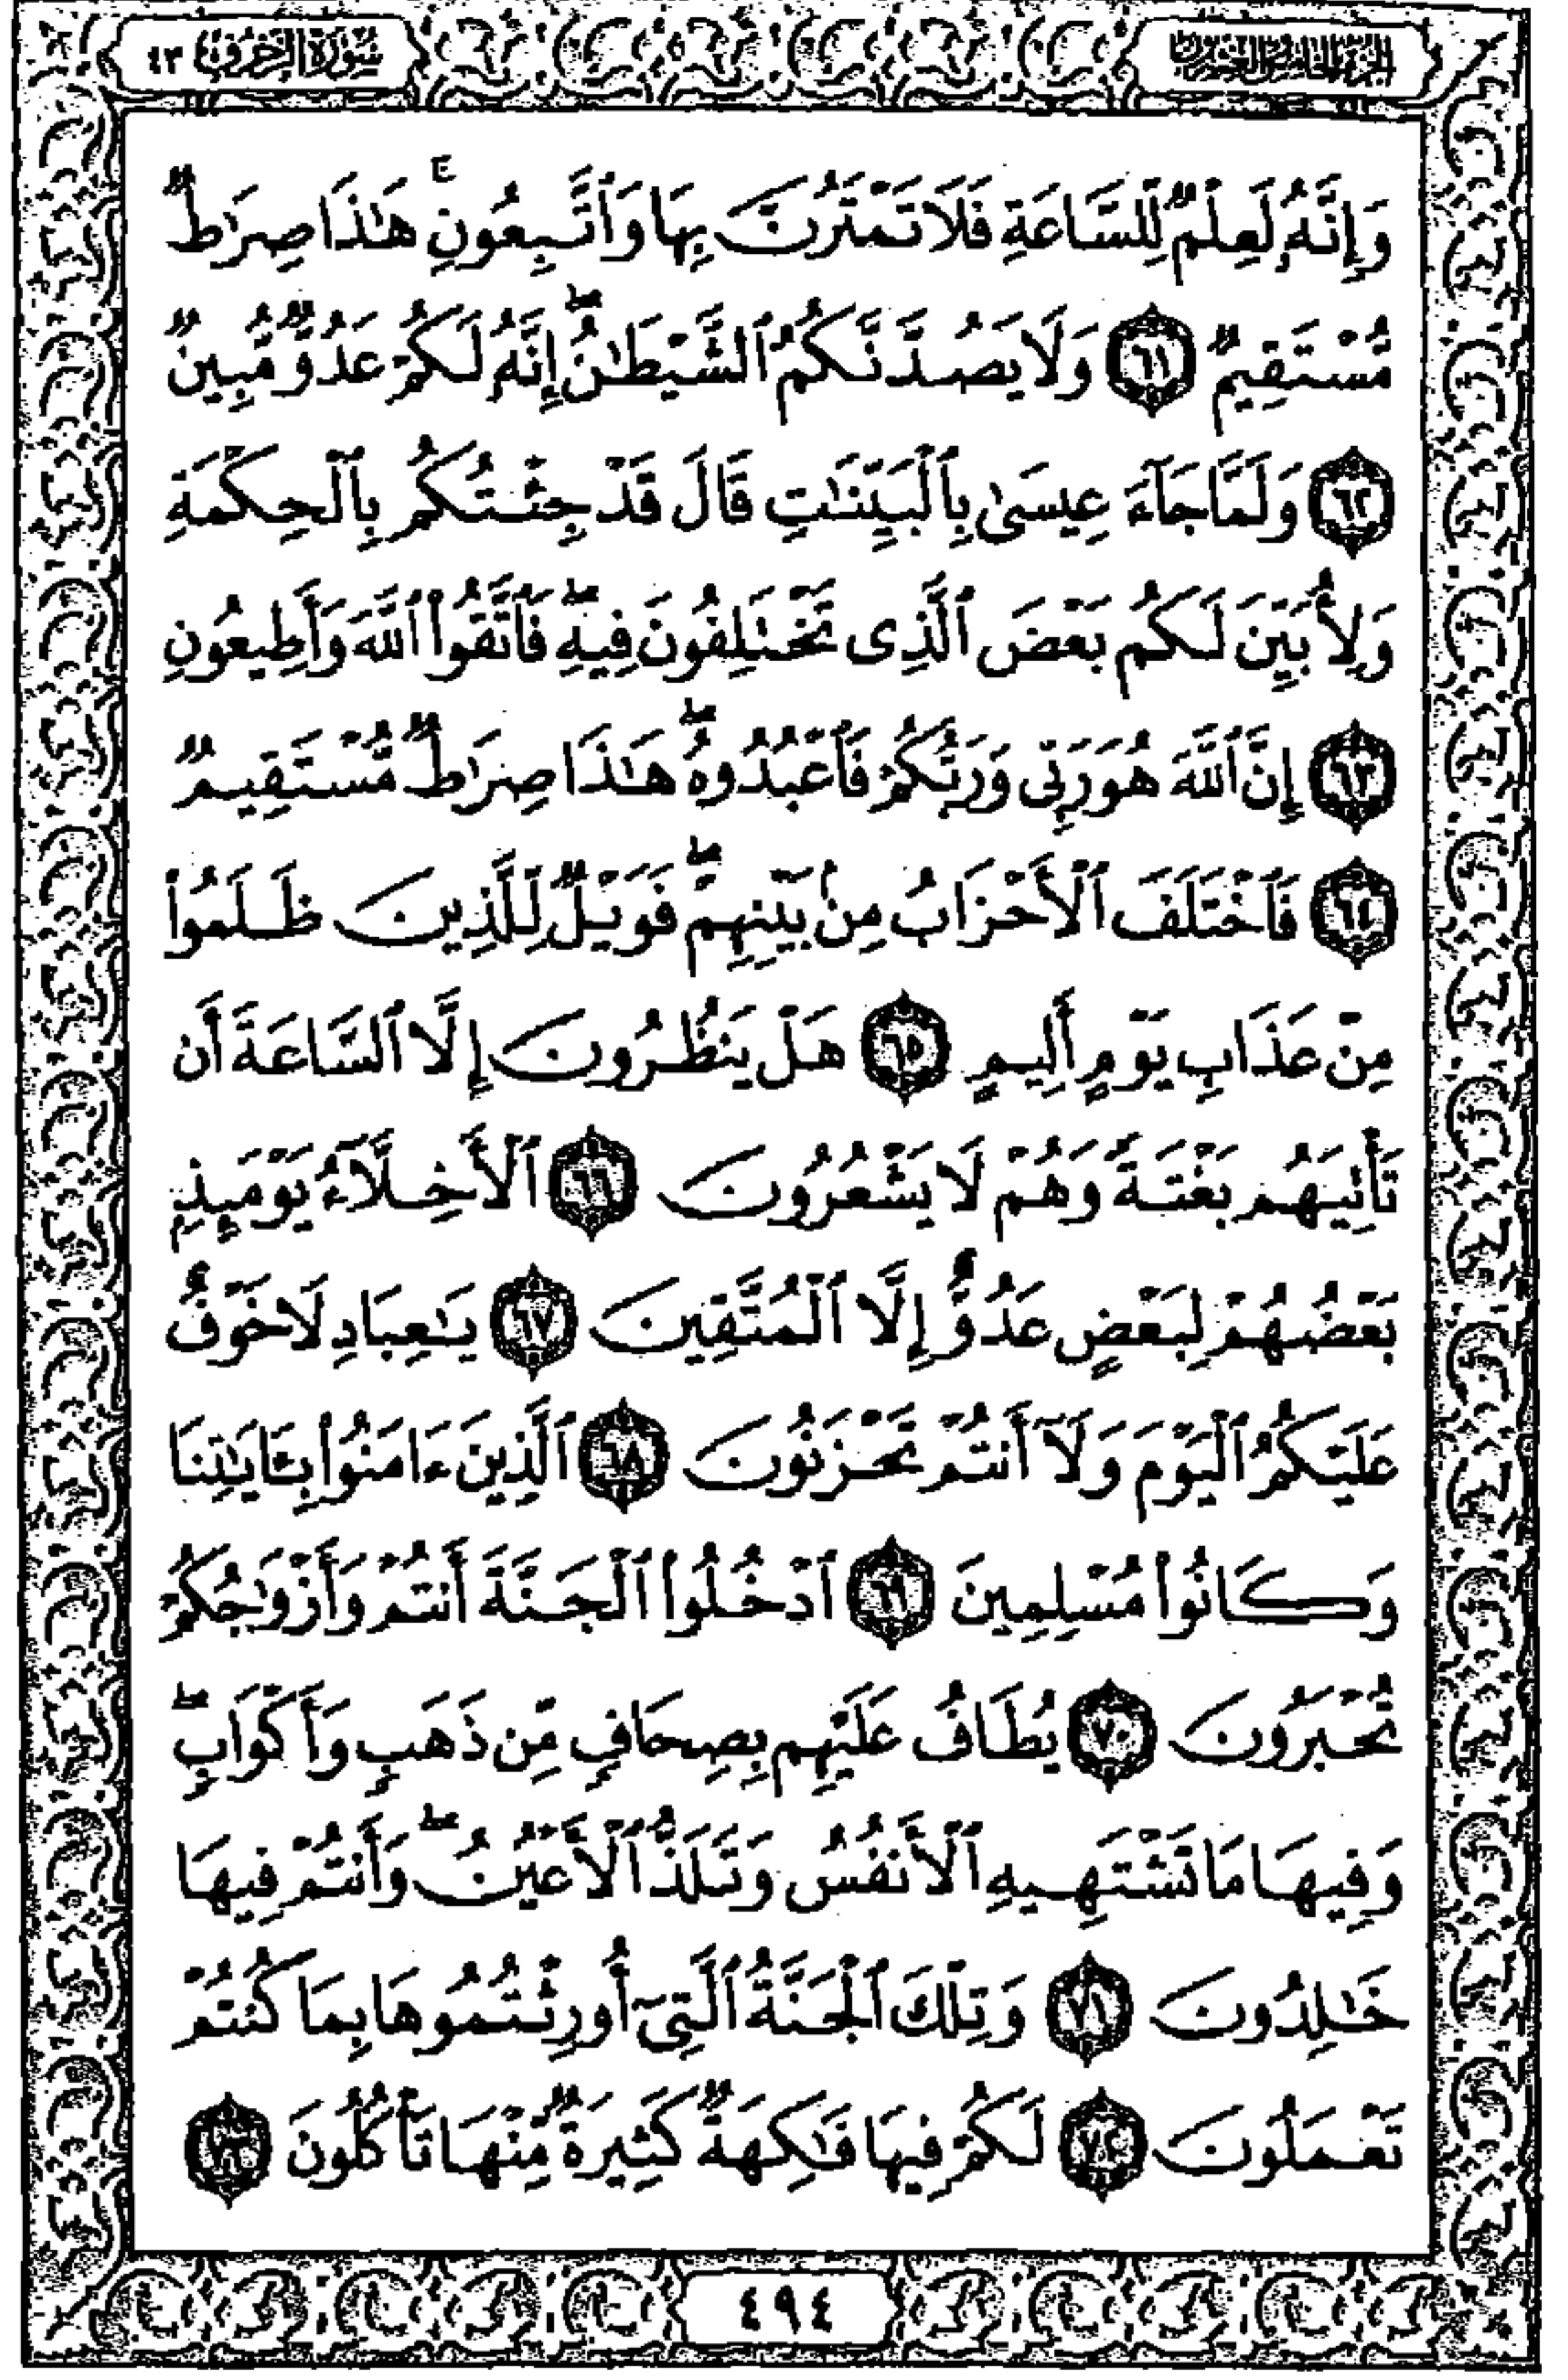 الجزء الخامس والعشرون
سورة الزخرف ٤٣
وَإِنَّهُۥ لَعِلْمٌ لِّلسَّاعَةِ فَلَا تَمْتَرُنَّ بِهَا وَٱتَّبِعُونِ ۚ هَـٰذَا صِرَٰطٌ
مُّسْتَقِيمٌ ٦١ وَلَا يَصُدَّنَّكُمُ ٱلشَّيْطَـٰنُ ۖ إِنَّهُۥ لَكُمْ عَدُوٌّ مُّبِينٌ
٦٢ وَلَمَّا جَآءَ عِيسَىٰ بِٱلْبَيِّنَـٰتِ قَالَ قَدْ جِئْتُكُم بِٱلْحِكْمَةِ
وَلِأُبَيِّنَ لَكُم بَعْضَ ٱلَّذِى تَخْتَلِفُونَ فِيهِ ۖ فَٱتَّقُوا۟ ٱللَّهَ وَأَطِيعُونِ
٦٣ إِنَّ ٱللَّهَ هُوَ رَبِّى وَرَبُّكُمْ فَٱعْبُدُوهُ ۚ هَـٰذَا صِرَٰطٌ مُّسْتَقِيمٌ
٦٤ فَٱخْتَلَفَ ٱلْأَحْزَابُ مِنۢ بَيْنِهِمْ ۖ فَوَيْلٌ لِّلَّذِينَ ظَلَمُوا۟
مِنْ عَذَابِ يَوْمٍ أَلِيمٍ ٦٥ هَلْ يَنظُرُونَ إِلَّا ٱلسَّاعَةَ أَن
تَأْتِيَهُم بَغْتَةً وَهُمْ لَا يَشْعُرُونَ ٦٦ ٱلْأَخِلَّآءُ يَوْمَئِذٍۭ
بَعْضُهُمْ لِبَعْضٍ عَدُوٌّ إِلَّا ٱلْمُتَّقِينَ ٦٧ يَـٰعِبَادِ لَا خَوْفٌ
عَلَيْكُمُ ٱلْيَوْمَ وَلَآ أَنتُمْ تَحْزَنُونَ ٦٨ ٱلَّذِينَ ءَامَنُوا۟ بِـَٔايَـٰتِنَا
وَكَانُوا۟ مُسْلِمِينَ ٦٩ ٱدْخُلُوا۟ ٱلْجَنَّةَ أَنتُمْ وَأَزْوَٰجُكُمْ
تُحْبَرُونَ ٧٠ يُطَافُ عَلَيْهِم بِصِحَافٍ مِّن ذَهَبٍ وَأَكْوَابٍ ۖ
وَفِيهَا مَا تَشْتَهِيهِ ٱلْأَنفُسُ وَتَلَذُّ ٱلْأَعْيُنُ ۖ وَأَنتُمْ فِيهَا
خَـٰلِدُونَ ٧١ وَتِلْكَ ٱلْجَنَّةُ ٱلَّتِىٓ أُورِثْتُمُوهَا بِمَا كُنتُمْ
تَعْمَلُونَ ٧٢ لَكُمْ فِيهَا فَـٰكِهَةٌ كَثِيرَةٌ مِّنْهَا تَأْكُلُونَ ٧٣
٤٩٤